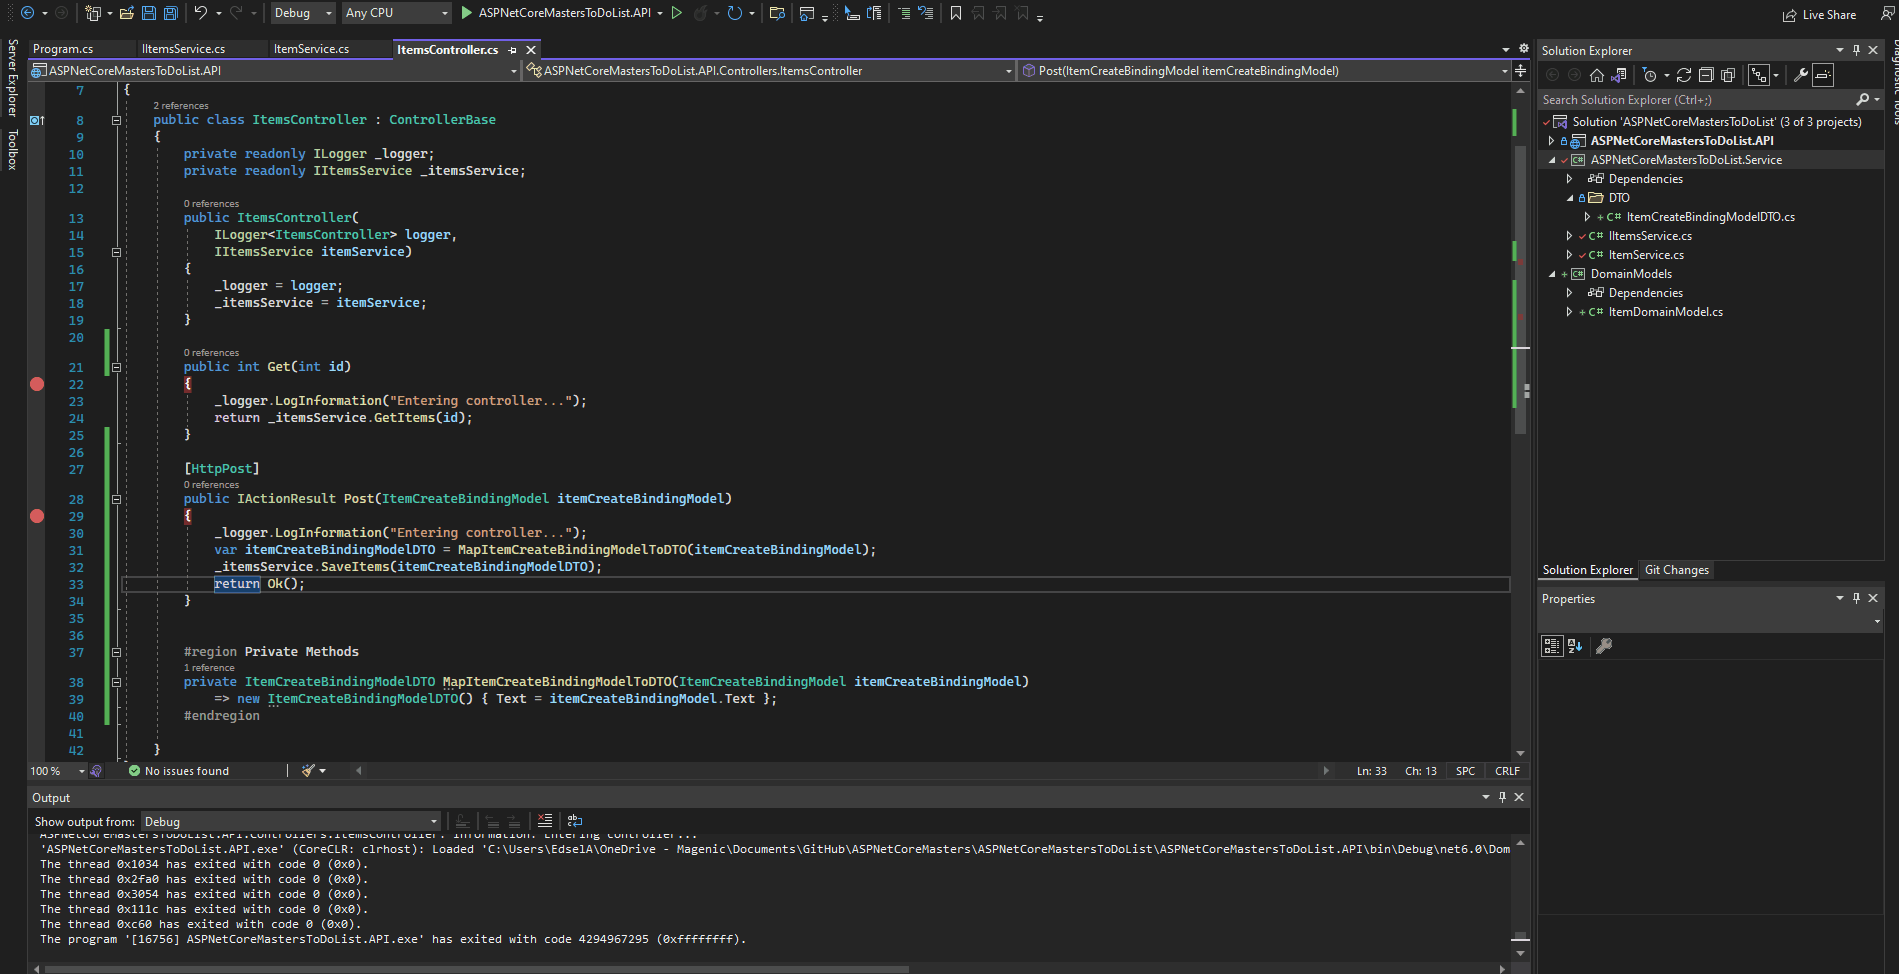 Debug
Any CPU
ASPNetCoreMastersToDoList.API
Live Share
Server Explorer
Toolbox
Program.cs
IItemsService.cs
ItemService.cs
ItemsController.cs
ASPNetCoreMastersToDoList.API
ASPNetCoreMastersToDoList.API.Controllers.ItemsController
Post(ItemCreateBindingModel itemCreateBindingModel)
7 {
2 references
8 public class ItemsController : ControllerBase
9 {
10 private readonly ILogger _logger;
11 private readonly IItemsService _itemsService;
12
0 references
13 public ItemsController(
14 ILogger<ItemsController> logger,
15 IItemsService itemService)
16 {
17 _logger = logger;
18 _itemsService = itemService;
19 }
20
0 references
21 public int Get(int id)
22 {
23 _logger.LogInformation("Entering controller...");
24 return _itemsService.GetItems(id);
25 }
26
27 [HttpPost]
0 references
28 public IActionResult Post(ItemCreateBindingModel itemCreateBindingModel)
29 {
30 _logger.LogInformation("Entering controller...");
31 var itemCreateBindingModelDTO = MapItemCreateBindingModelToDTO(itemCreateBindingModel);
32 _itemsService.SaveItems(itemCreateBindingModelDTO);
33 return Ok();
34 }
35
36
37 #region Private Methods
1 reference
38 private ItemCreateBindingModelDTO MapItemCreateBindingModelToDTO(ItemCreateBindingModel itemCreateBindingModel)
39 => new ItemCreateBindingModelDTO() { Text = itemCreateBindingModel.Text };
40 #endregion
41
42 }
100 %
No issues found
Ln: 33 Ch: 13 SPC CRLF
Output
Show output from: Debug
ASPNetCoreMastersToDoList.API.Controllers.ItemsController: Information: Entering controller...
'ASPNetCoreMastersToDoList.API.exe' (CoreCLR: clrhost): Loaded 'C:\Users\EdselA\OneDrive - Magenic\Documents\GitHub\ASPNetCoreMasters\ASPNetCoreMastersToDoList\ASPNetCoreMastersToDoList.API\bin\Debug\net6.0\Dom
The thread 0x1034 has exited with code 0 (0x0).
The thread 0x2fa0 has exited with code 0 (0x0).
The thread 0x3054 has exited with code 0 (0x0).
The thread 0x111c has exited with code 0 (0x0).
The thread 0xc60 has exited with code 0 (0x0).
The program '[16756] ASPNetCoreMastersToDoList.API.exe' has exited with code 4294967295 (0xffffffff).
Solution Explorer
Search Solution Explorer (Ctrl+;)
Solution 'ASPNetCoreMastersToDoList' (3 of 3 projects)
ASPNetCoreMastersToDoList.API
ASPNetCoreMastersToDoList.Service
Dependencies
DTO
ItemCreateBindingModelDTO.cs
IItemsService.cs
ItemService.cs
DomainModels
Dependencies
ItemDomainModel.cs
Solution Explorer
Git Changes
Properties